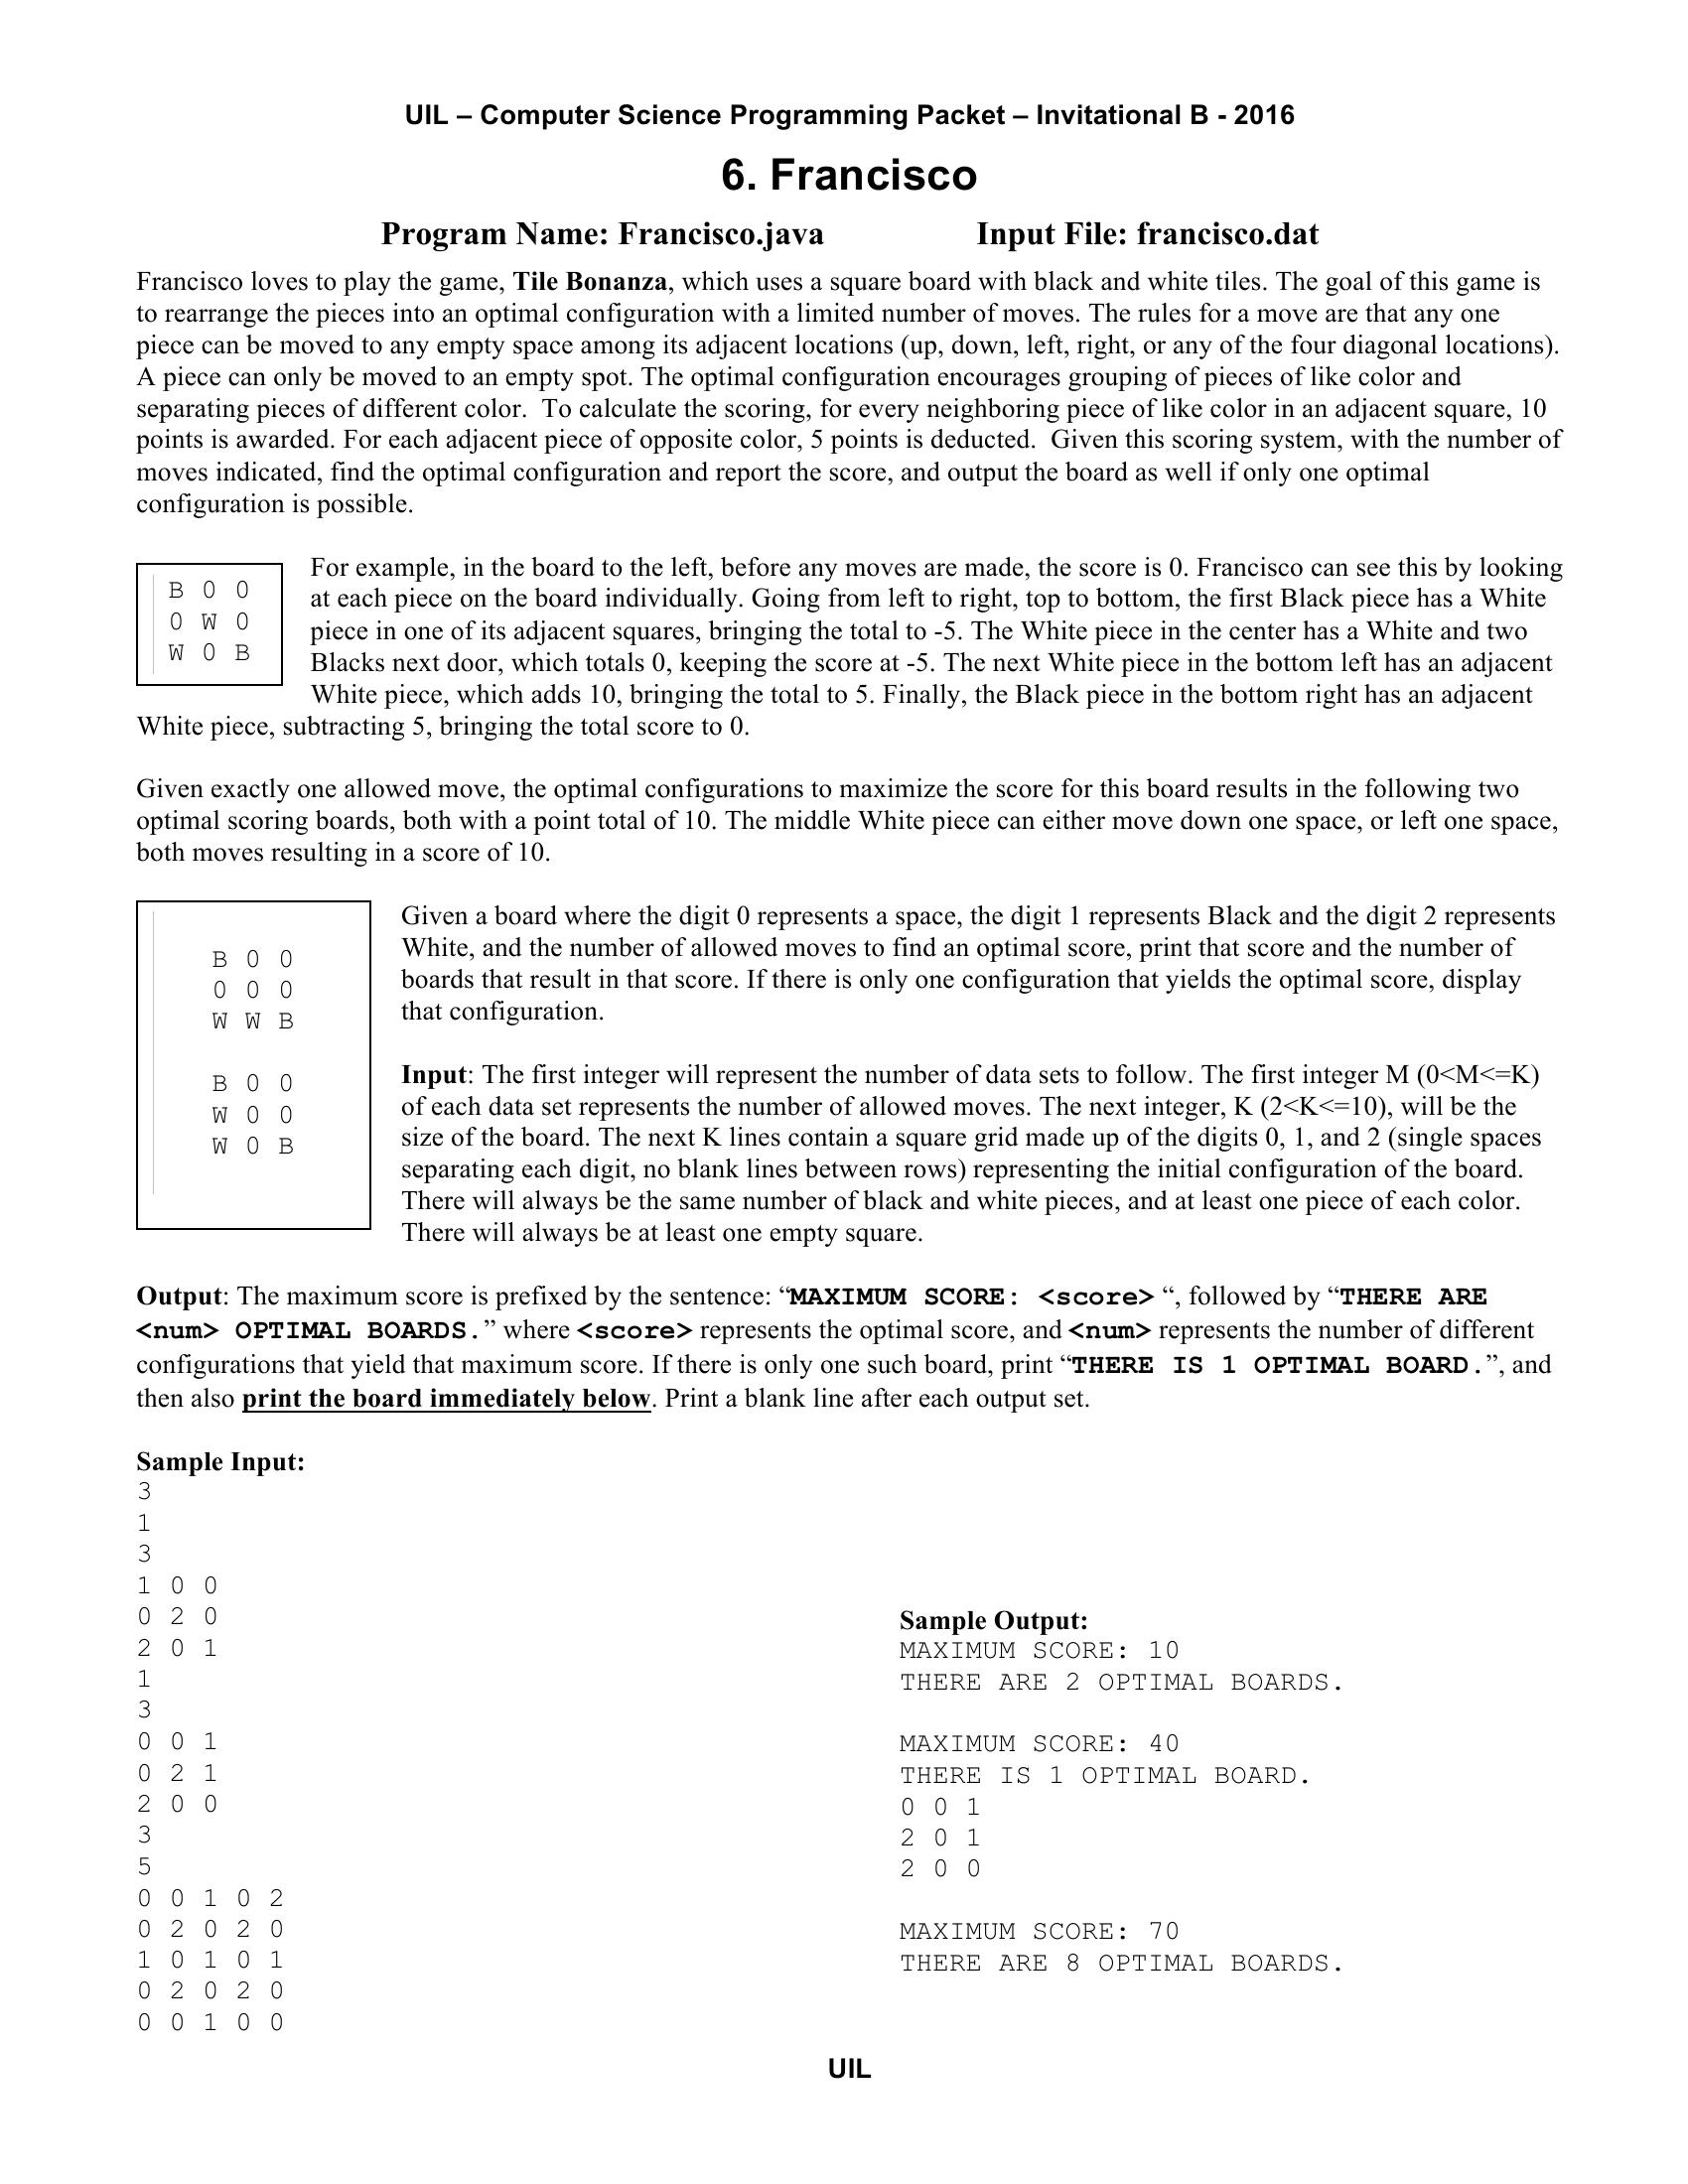 UIL – Computer Science Programming Packet – Invitational B - 2016
6. Francisco
Program Name: Francisco.java Input File: francisco.dat
Francisco loves to play the game, Tile Bonanza, which uses a square board with black and white tiles. The goal of this game is
to rearrange the pieces into an optimal configuration with a limited number of moves. The rules for a move are that any one
piece can be moved to any empty space among its adjacent locations (up, down, left, right, or any of the four diagonal locations).
A piece can only be moved to an empty spot. The optimal configuration encourages grouping of pieces of like color and
separating pieces of different color.  To calculate the scoring, for every neighboring piece of like color in an adjacent square, 10
points is awarded. For each adjacent piece of opposite color, 5 points is deducted.  Given this scoring system, with the number of
moves indicated, find the optimal configuration and report the score, and output the board as well if only one optimal
configuration is possible.
B 0 0
0 W 0
W 0 B
For example, in the board to the left, before any moves are made, the score is 0. Francisco can see this by looking
at each piece on the board individually. Going from left to right, top to bottom, the first Black piece has a White
piece in one of its adjacent squares, bringing the total to -5. The White piece in the center has a White and two
Blacks next door, which totals 0, keeping the score at -5. The next White piece in the bottom left has an adjacent
White piece, which adds 10, bringing the total to 5. Finally, the Black piece in the bottom right has an adjacent
White piece, subtracting 5, bringing the total score to 0.
Given exactly one allowed move, the optimal configurations to maximize the score for this board results in the following two
optimal scoring boards, both with a point total of 10. The middle White piece can either move down one space, or left one space,
both moves resulting in a score of 10.
B 0 0
0 0 0
W W B
B 0 0
W 0 0
W 0 B
Given a board where the digit 0 represents a space, the digit 1 represents Black and the digit 2 represents
White, and the number of allowed moves to find an optimal score, print that score and the number of
boards that result in that score. If there is only one configuration that yields the optimal score, display
that configuration.
Input: The first integer will represent the number of data sets to follow. The first integer M (0<M<=K)
of each data set represents the number of allowed moves. The next integer, K (2<K<=10), will be the
size of the board. The next K lines contain a square grid made up of the digits 0, 1, and 2 (single spaces
separating each digit, no blank lines between rows) representing the initial configuration of the board.
There will always be the same number of black and white pieces, and at least one piece of each color.
There will always be at least one empty square.
Output: The maximum score is prefixed by the sentence: “MAXIMUM SCORE: <score> “, followed by “THERE ARE
<num> OPTIMAL BOARDS.” where <score> represents the optimal score, and <num> represents the number of different
configurations that yield that maximum score. If there is only one such board, print “THERE IS 1 OPTIMAL BOARD.”, and
then also print the board immediately below. Print a blank line after each output set.
Sample Input:
3
1
3
1 0 0
0 2 0
2 0 1
1
3
0 0 1
0 2 1
2 0 0
3
5
0 0 1 0 2
0 2 0 2 0
1 0 1 0 1
0 2 0 2 0
0 0 1 0 0
Sample Output:
MAXIMUM SCORE: 10
THERE ARE 2 OPTIMAL BOARDS.
MAXIMUM SCORE: 40
THERE IS 1 OPTIMAL BOARD.
0 0 1
2 0 1
2 0 0
MAXIMUM SCORE: 70
THERE ARE 8 OPTIMAL BOARDS.
UIL